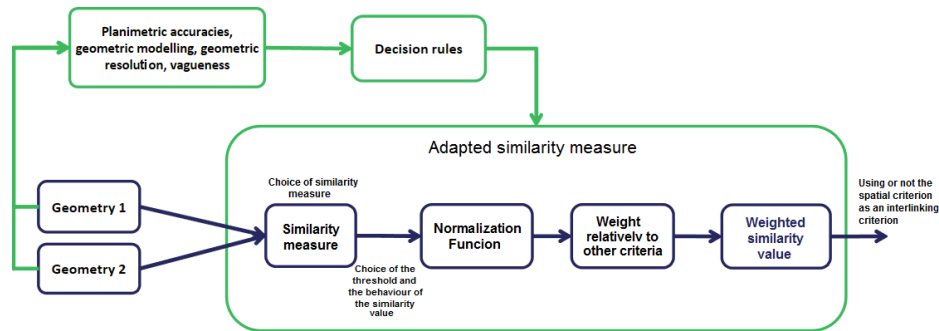 Planimetric accuracies,
geometric modelling, geometric
resolution, vagueness
Decision rules
Adapted similarity measure
Geometry 1
Geometry 2
Choice of similarity
measure
Similarity
measure
Choice of the
threshold and
the behaviour of
the similarity
value
Normalization
Funcion
Weight
relatively to
other criteria
Weighted
similarity
value
Using or not the
spatial criterion
as an interlinking
criterion